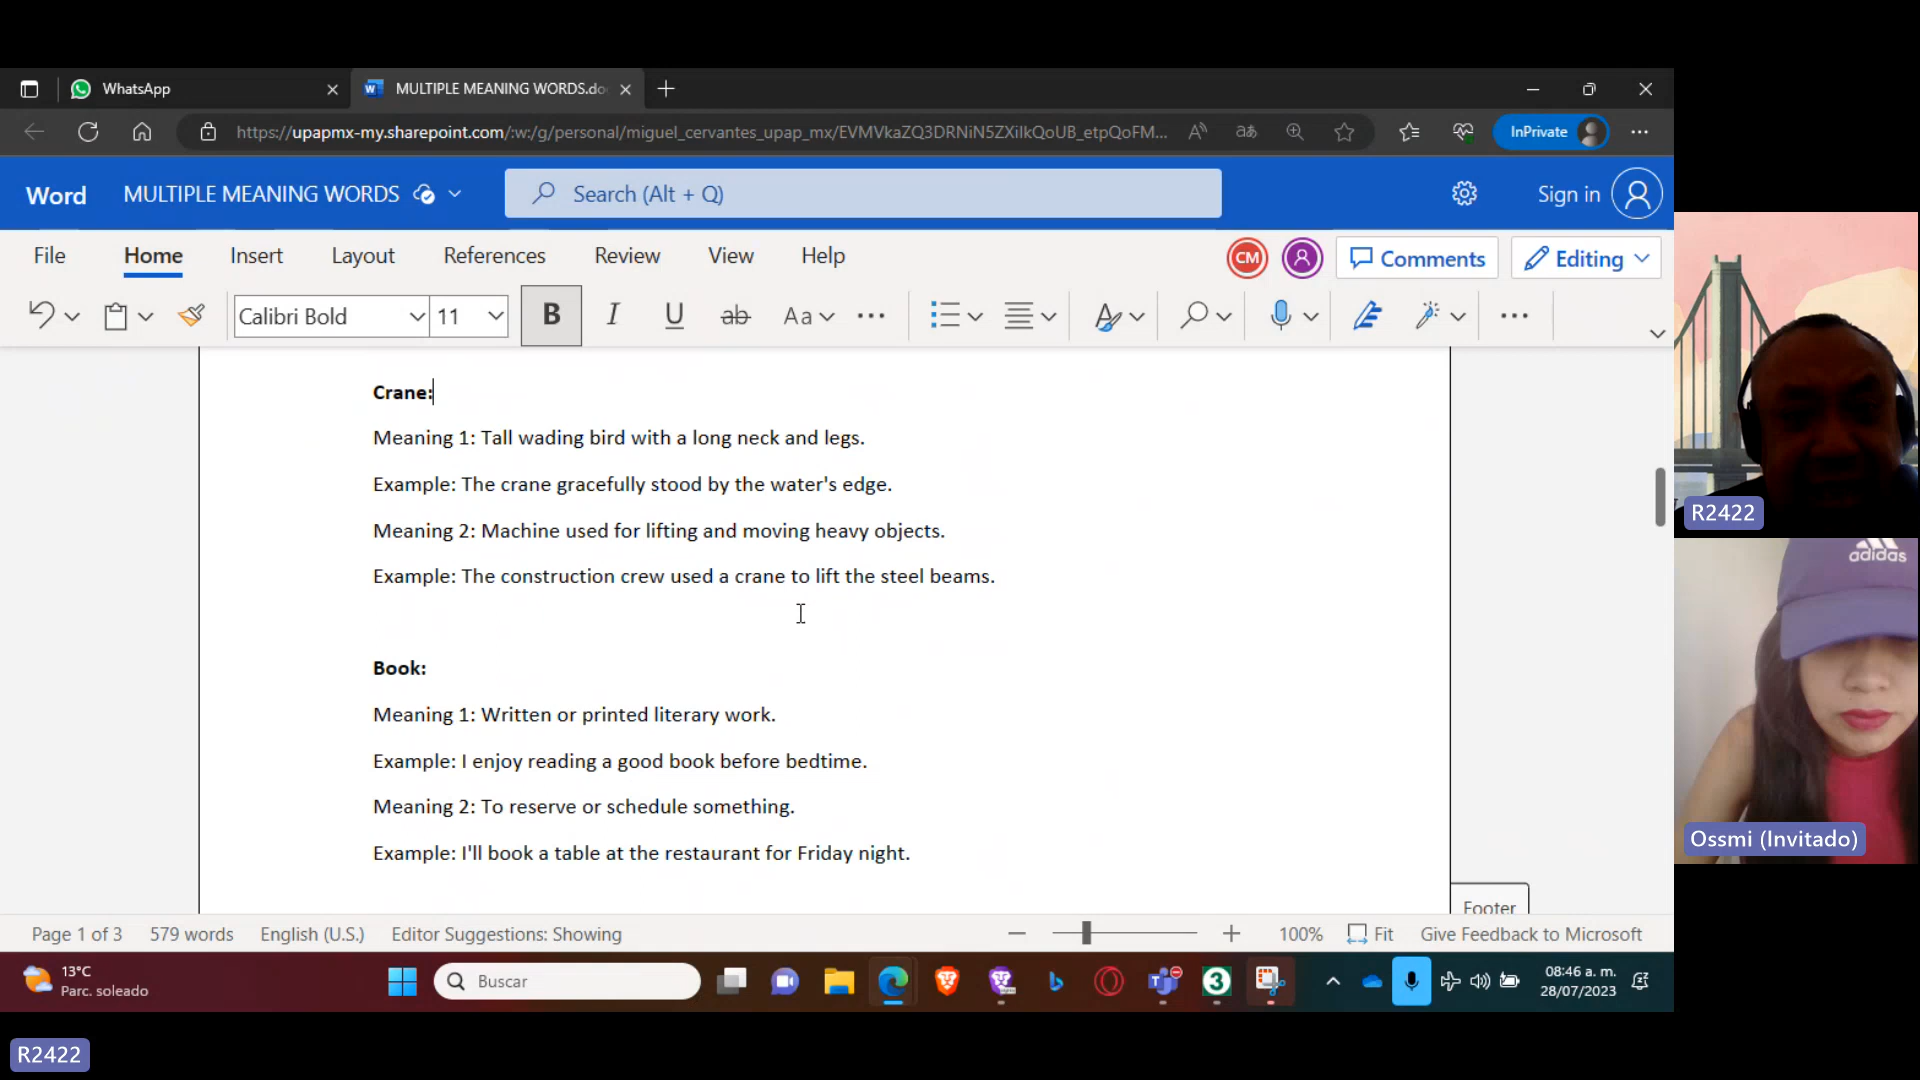 WhatsApp
MULTIPLE MEANING WORDS.do
https://upapmx-my.sharepoint.com/:w:/g/personal/miguel_cervantes_upap_mx/EVMVkaZQ3DRNiN5ZXiIkQoUB_etpQoFM...
InPrivate
Word
MULTIPLE MEANING WORDS
Search (Alt + Q)
Sign in
File Home Insert Layout References Review View Help
CM
Comments
Editing
Calibri Bold
11
B I U ab Aa
Crane:
Meaning 1: Tall wading bird with a long neck and legs.
Example: The crane gracefully stood by the water's edge.
Meaning 2: Machine used for lifting and moving heavy objects.
Example: The construction crew used a crane to lift the steel beams.
Book:
Meaning 1: Written or printed literary work.
Example: I enjoy reading a good book before bedtime.
Meaning 2: To reserve or schedule something.
Example: I'll book a table at the restaurant for Friday night.
Footer
Page 1 of 3 579 words English (U.S.) Editor Suggestions: Showing
100% Fit Give Feedback to Microsoft
13°C
Parc. soleado
Buscar
08:46 a. m.
28/07/2023
R2422
adidas
Ossmi (Invitado)
R2422